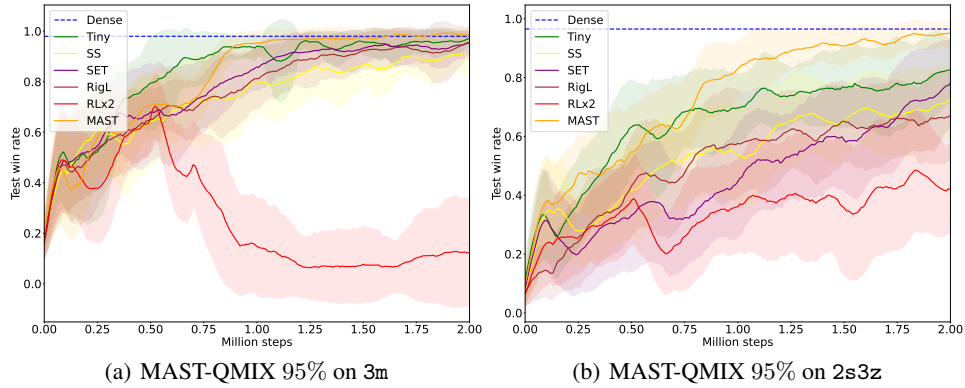 Dense
Tiny
SS
SET
RigL
RLx2
MAST
Test win rate
1.0
0.8
0.6
0.4
0.2
0.0
0.00 0.25 0.50 0.75 1.00 1.25 1.50 1.75 2.00
Million steps
(a) MAST-QMIX 95% on 3m
Dense
Tiny
SS
SET
RigL
RLx2
MAST
Test win rate
1.0
0.8
0.6
0.4
0.2
0.0
0.00 0.25 0.50 0.75 1.00 1.25 1.50 1.75 2.00
Million steps
(b) MAST-QMIX 95% on 2s3z